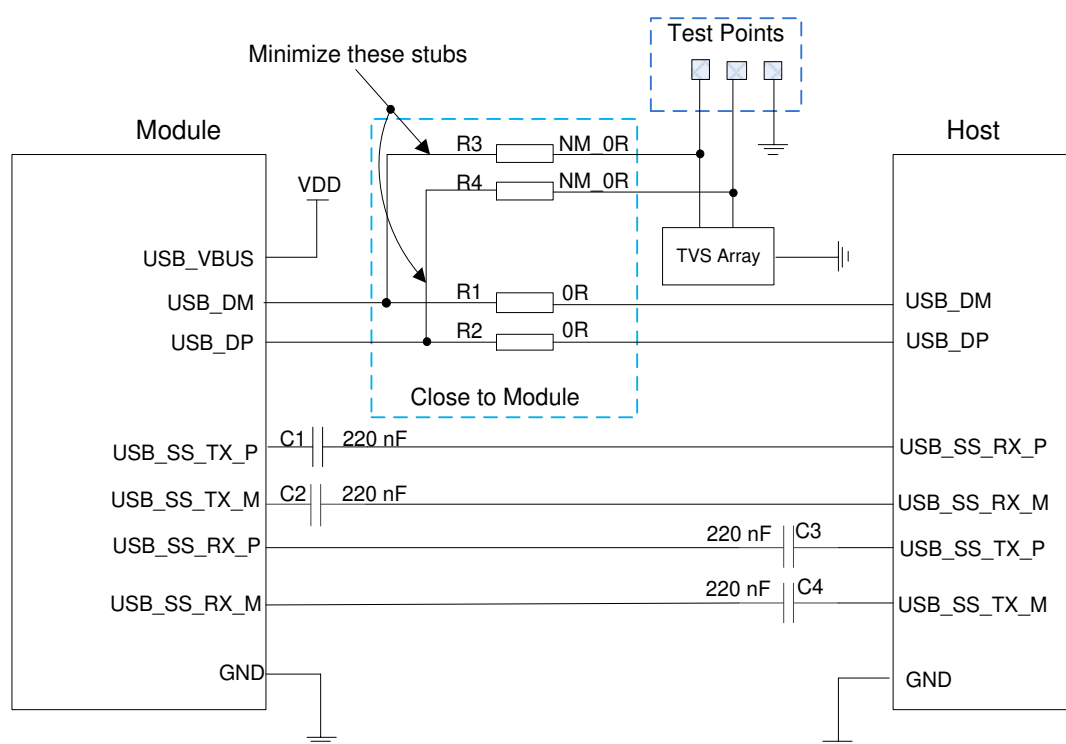 Test Points
Minimize these stubs
Module
Host
R3 NM_0R
R4 NM_0R
VDD
TVS Array
USB_VBUS
USB_DM R1 0R USB_DM
USB_DP R2 0R USB_DP
Close to Module
USB_SS_TX_P C1 220 nF USB_SS_RX_P
USB_SS_TX_M C2 220 nF USB_SS_RX_M
USB_SS_RX_P 220 nF C3 USB_SS_TX_P
USB_SS_RX_M 220 nF C4 USB_SS_TX_M
GND GND